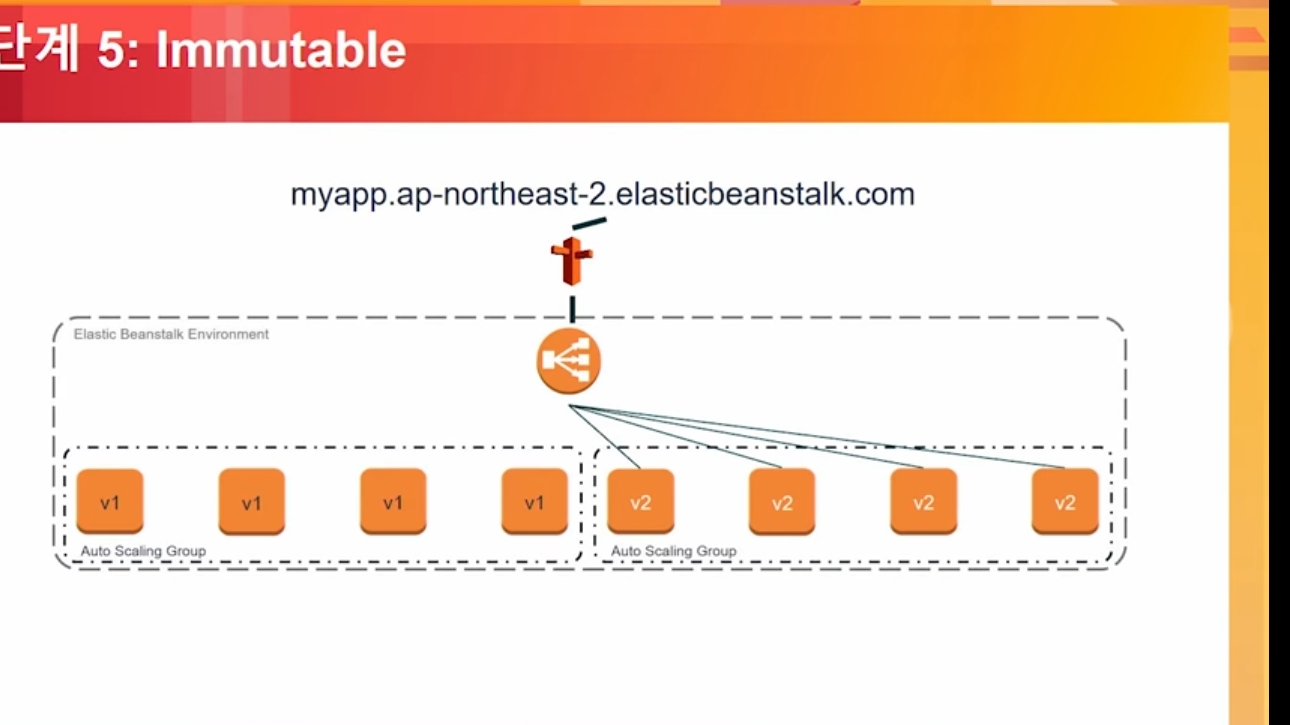 단계 5: Immutable
myapp.ap-northeast-2.elasticbeanstalk.com
Elastic Beanstalk Environment
v1
v1
v1
v1
v2
v2
v2
v2
Auto Scaling Group
Auto Scaling Group